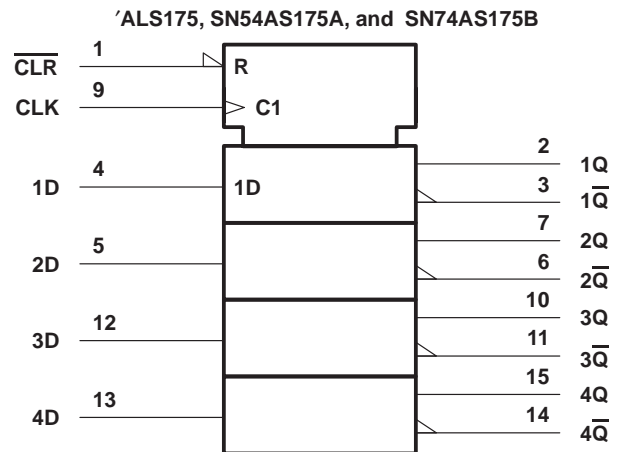 ′ALS175, SN54AS175A, and SN74AS175B
C̅L̅R̅ 1 R
CLK 9 C1
2 1Q
1D 4 1D
3 1Q̅
7 2Q
2D 5
6 2Q̅
10 3Q
3D 12
11 3Q̅
15 4Q
4D 13
14 4Q̅